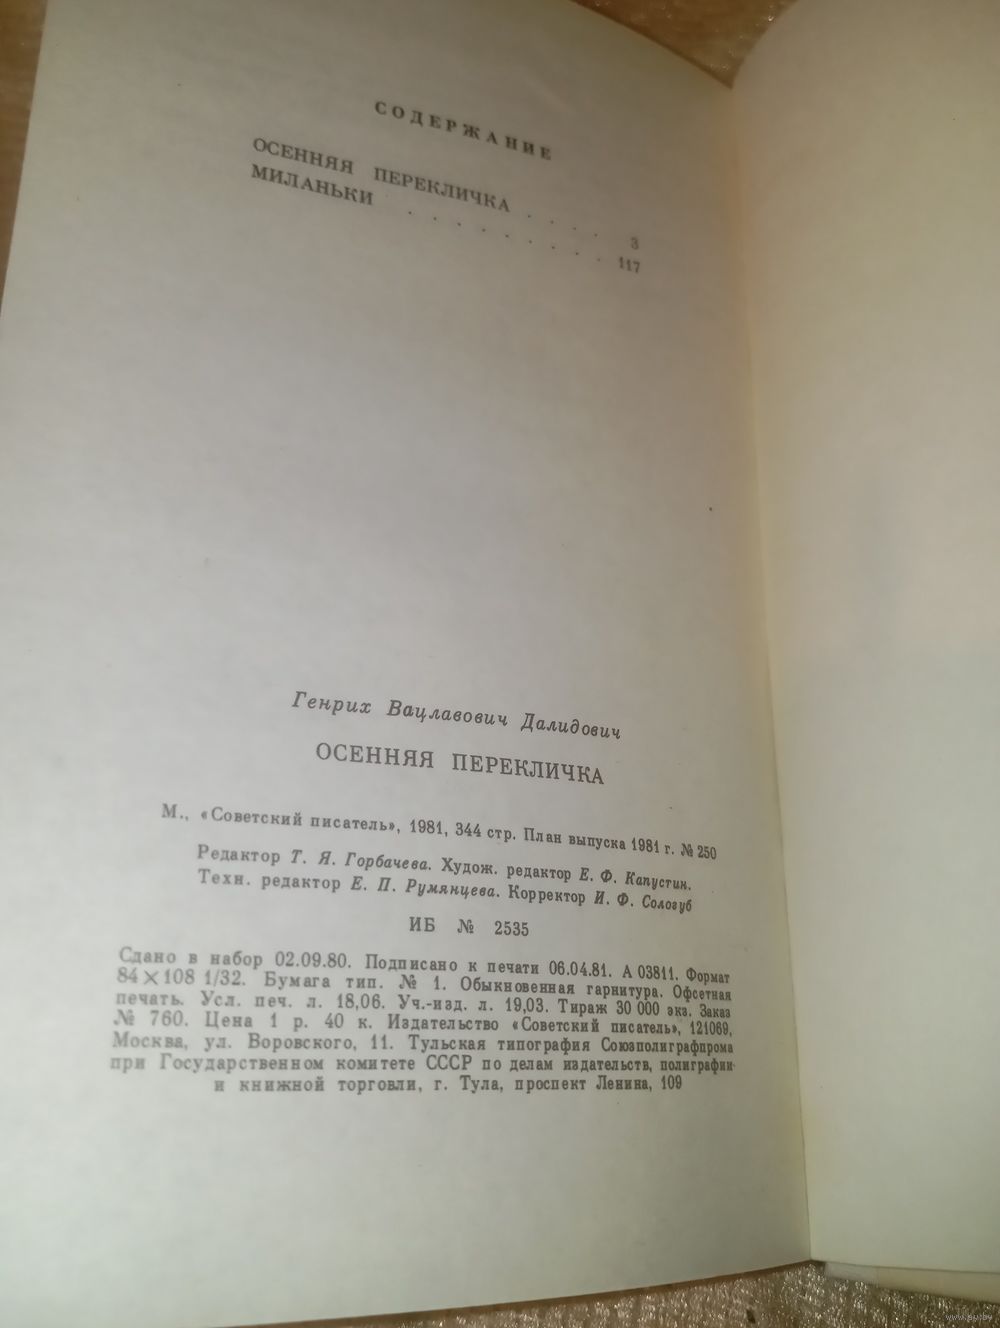 СОДЕРЖАНИЕ
ОСЕННЯЯ ПЕРЕКЛИЧКА . . . . 3
МИЛАНЬКИ . . . . . . . . . 117
Генрих Вацлавович Далидович
ОСЕННЯЯ ПЕРЕКЛИЧКА
М., «Советский писатель», 1981, 344 стр. План выпуска 1981 г. № 250
Редактор Т. Я. Горбачева. Худож. редактор Е. Ф. Капустин.
Техн. редактор Е. П. Румянцева. Корректор И. Ф. Сологуб
ИБ № 2535
Сдано в набор 02.09.80. Подписано к печати 06.04.81. А 03811. Формат
84×108 1/32. Бумага тип. № 1. Обыкновенная гарнитура. Офсетная
печать. Усл. печ. л. 18,06. Уч.-изд. л. 19,03. Тираж 30 000 экз. Заказ
№ 760. Цена 1 р. 40 к. Издательство «Советский писатель», 121069,
Москва, ул. Воровского, 11. Тульская типография Союзполиграфпрома
при Государственном комитете СССР по делам издательств, полиграфии
и книжной торговли, г. Тула, проспект Ленина, 109